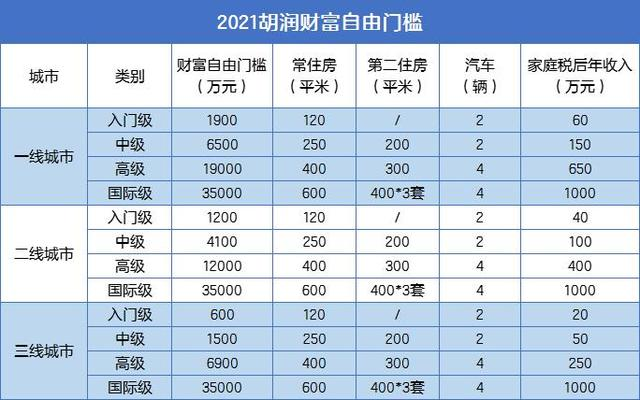 2021胡润财富自由门槛
城市 类别 财富自由门槛（万元） 常住房（平米） 第二住房（平米） 汽车（辆） 家庭税后年收入（万元）
一线城市
入门级 1900 120 / 2 60
中级 6500 250 200 2 150
高级 19000 400 300 4 650
国际级 35000 600 400*3套 4 1000
二线城市
入门级 1200 120 / 2 40
中级 4100 250 200 2 100
高级 12000 400 300 4 400
国际级 35000 600 400*3套 4 1000
三线城市
入门级 600 120 / 2 20
中级 1500 250 200 2 50
高级 6900 400 300 4 250
国际级 35000 600 400*3套 4 1000